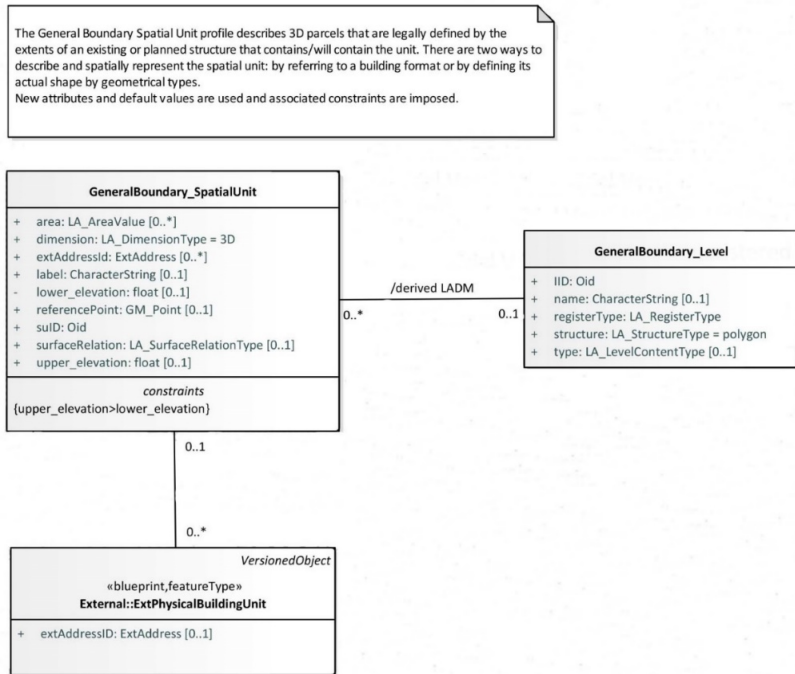 The General Boundary Spatial Unit profile describes 3D parcels that are legally defined by the
extents of an existing or planned structure that contains/will contain the unit. There are two ways to
describe and spatially represent the spatial unit: by referring to a building format or by defining its
actual shape by geometrical types.
New attributes and default values are used and associated constraints are imposed.
GeneralBoundary_SpatialUnit
+ area: LA_AreaValue [0..*]
+ dimension: LA_DimensionType = 3D
+ extAddressId: ExtAddress [0..*]
+ label: CharacterString [0..1]
- lower_elevation: float [0..1]
+ referencePoint: GM_Point [0..1]
+ suID: Oid
+ surfaceRelation: LA_SurfaceRelationType [0..1]
+ upper_elevation: float [0..1]
constraints
{upper_elevation>lower_elevation}
/derived LADM
0..*
0..1
GeneralBoundary_Level
+ IID: Oid
+ name: CharacterString [0..1]
+ registerType: LA_RegisterType
+ structure: LA_StructureType = polygon
+ type: LA_LevelContentType [0..1]
0..1
0..*
VersionedObject
«blueprint,featureType»
External::ExtPhysicalBuildingUnit
+ extAddressID: ExtAddress [0..1]